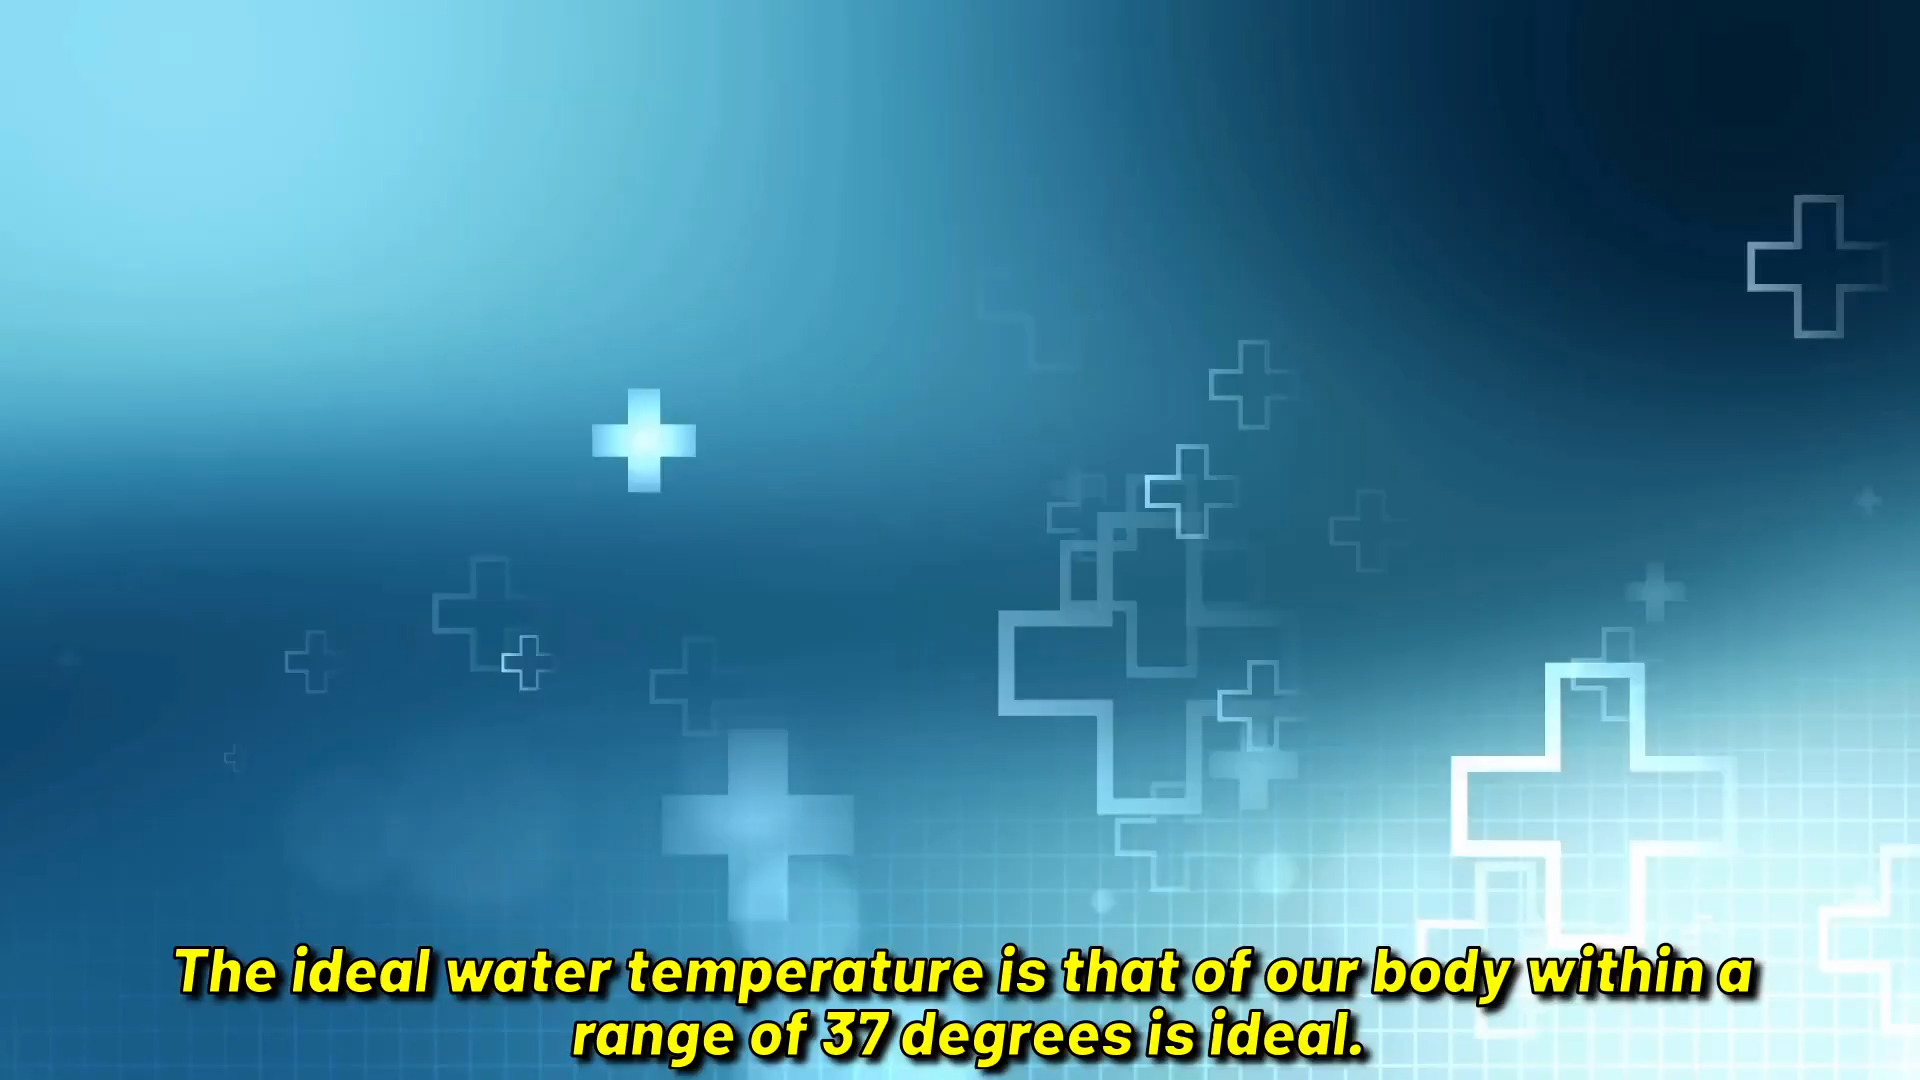 The ideal water temperature is that of our body within a
range of 37 degrees is ideal.